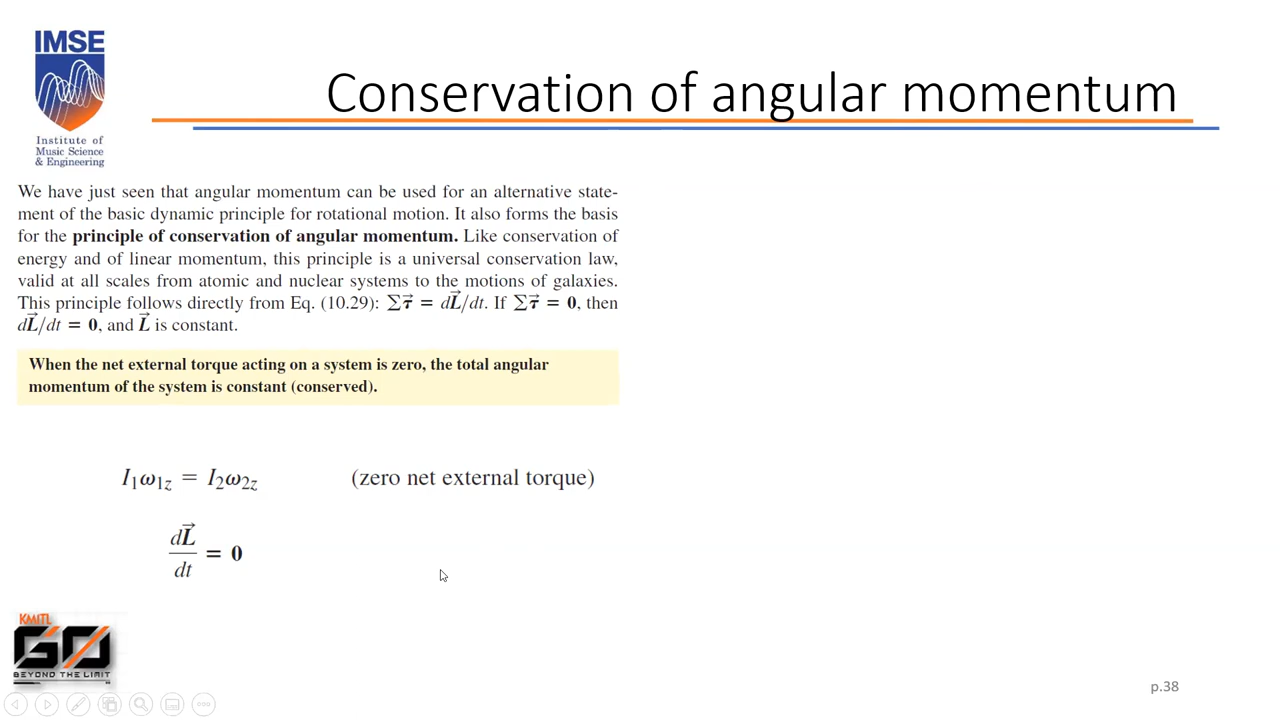 IMSE
Institute of
Music Science
& Engineering
Conservation of angular momentum
We have just seen that angular momentum can be used for an alternative state-
ment of the basic dynamic principle for rotational motion. It also forms the basis
for the principle of conservation of angular momentum. Like conservation of
energy and of linear momentum, this principle is a universal conservation law,
valid at all scales from atomic and nuclear systems to the motions of galaxies.
This principle follows directly from Eq. (10.29): Στ⃗ = dL⃗/dt. If Στ⃗ = 0, then
dL⃗/dt = 0, and L⃗ is constant.
When the net external torque acting on a system is zero, the total angular
momentum of the system is constant (conserved).
I₁ω₁z = I₂ω₂z (zero net external torque)
dL⃗/dt = 0
KMITL
GO
BEYOND THE LIMIT
p.38